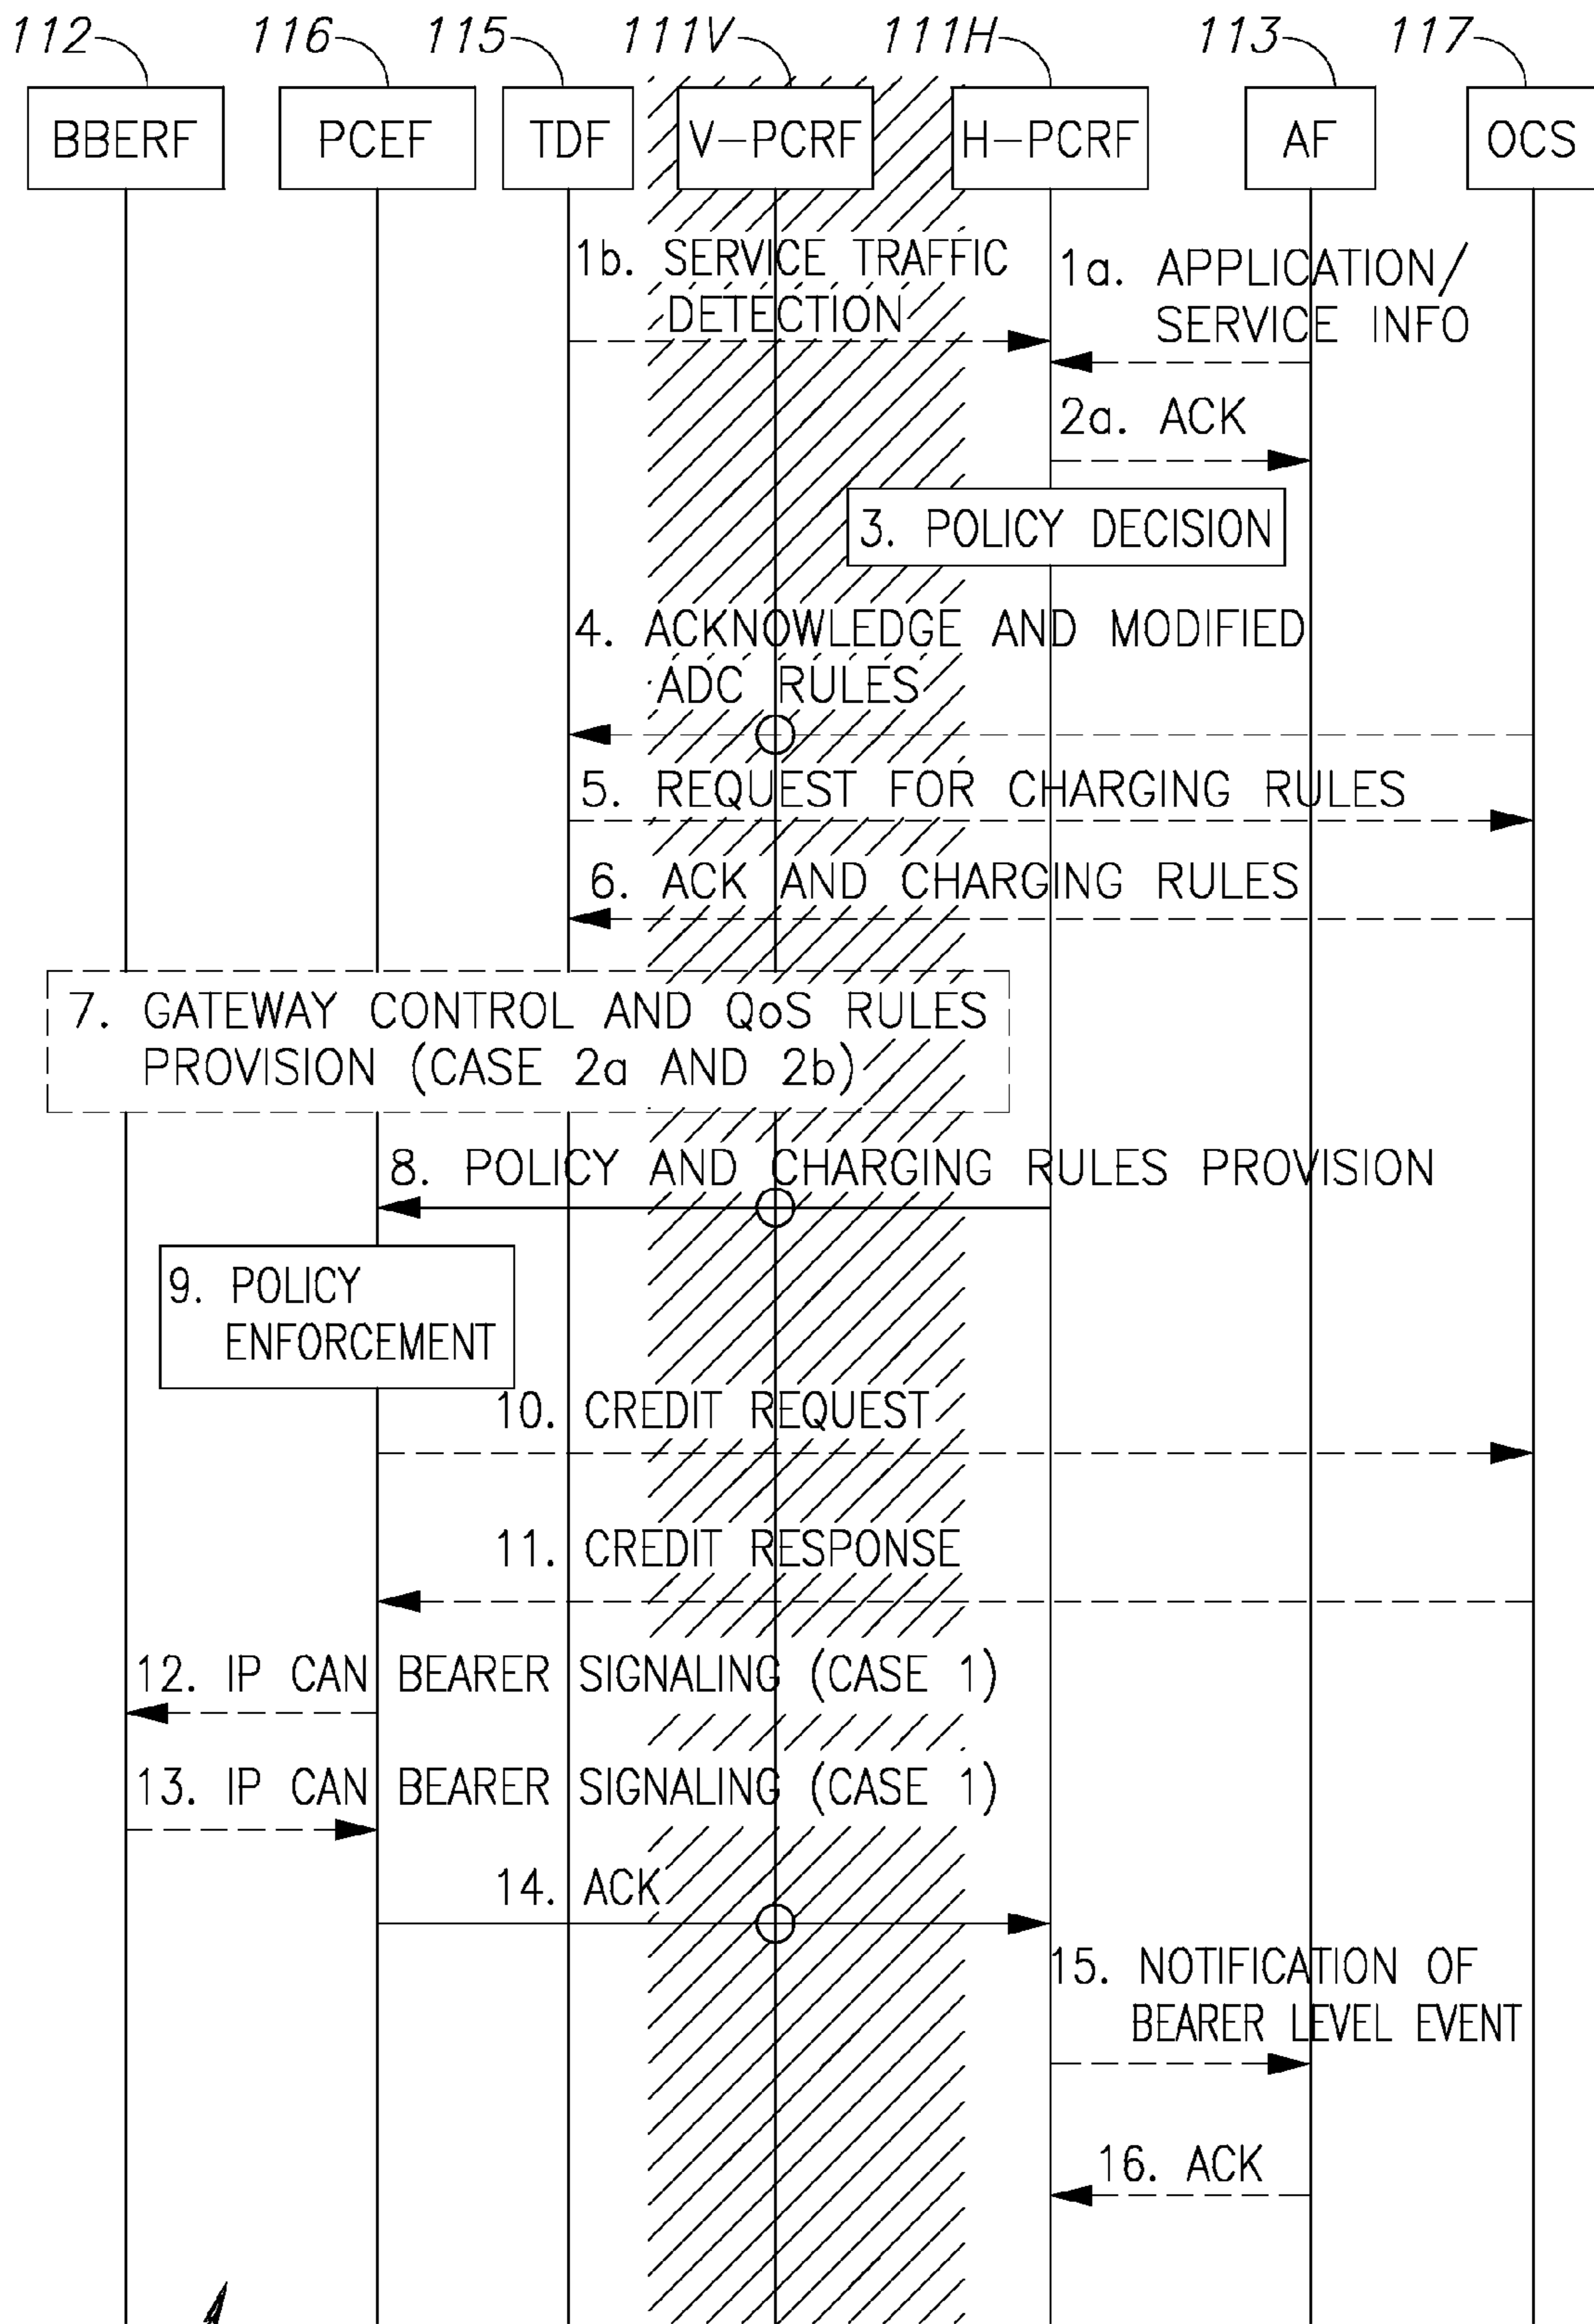 112 116 115 111V 111H 113 117
BBERF PCEF TDF V-PCRF H-PCRF AF OCS
1b. SERVICE TRAFFIC
DETECTION
1a. APPLICATION/
SERVICE INFO
2a. ACK
3. POLICY DECISION
4. ACKNOWLEDGE AND MODIFIED
ADC RULES
5. REQUEST FOR CHARGING RULES
6. ACK AND CHARGING RULES
7. GATEWAY CONTROL AND QoS RULES
PROVISION (CASE 2a AND 2b)
8. POLICY AND CHARGING RULES PROVISION
9. POLICY
ENFORCEMENT
10. CREDIT REQUEST
11. CREDIT RESPONSE
12. IP CAN BEARER SIGNALING (CASE 1)
13. IP CAN BEARER SIGNALING (CASE 1)
14. ACK
15. NOTIFICATION OF
BEARER LEVEL EVENT
16. ACK